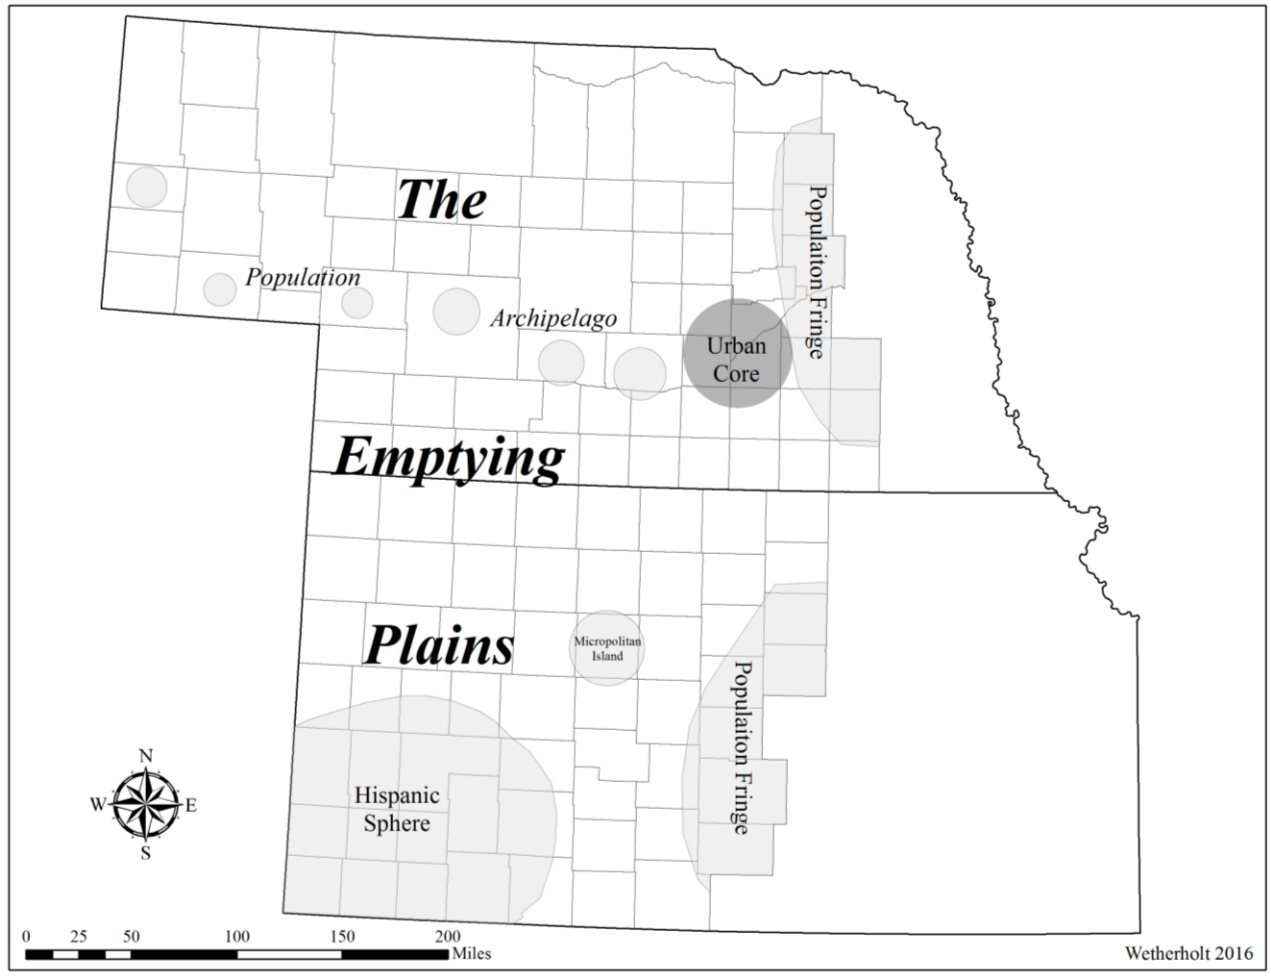 The
Population
Archipelago
Populaiton Fringe
Urban
Core
Emptying
Plains
Micropolitan
Island
Populaiton Fringe
Hispanic
Sphere
N
W E
S
0 25 50 100 150 200
Miles
Wetherholt 2016